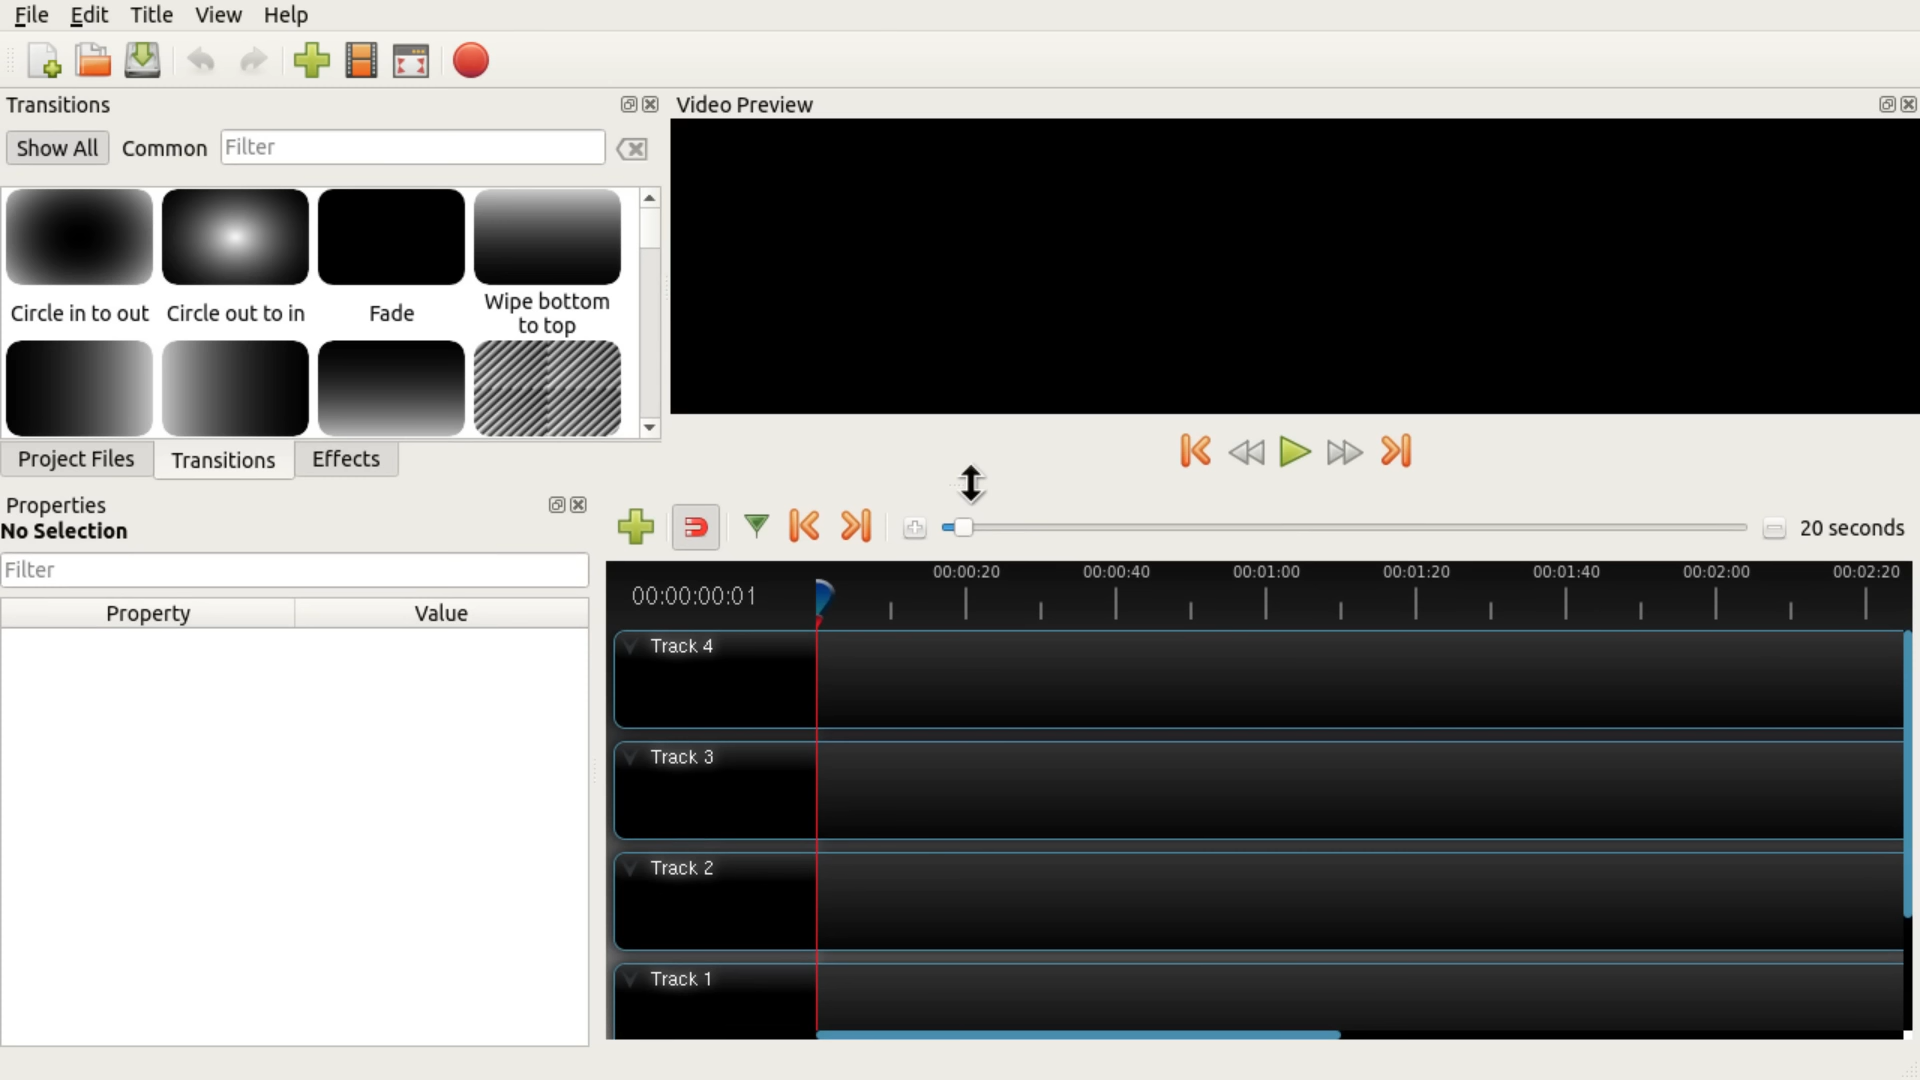 File Edit Title View Help
Transitions
Video Preview
Show All Common Filter
Circle in to out
Circle out to in
Fade
Wipe bottom
to top
Project Files Transitions Effects
Properties
No Selection
Filter
Property Value
20 seconds
00:00:00:01
00:00:20 00:00:40 00:01:00 00:01:20 00:01:40 00:02:00 00:02:20
Track 4
Track 3
Track 2
Track 1